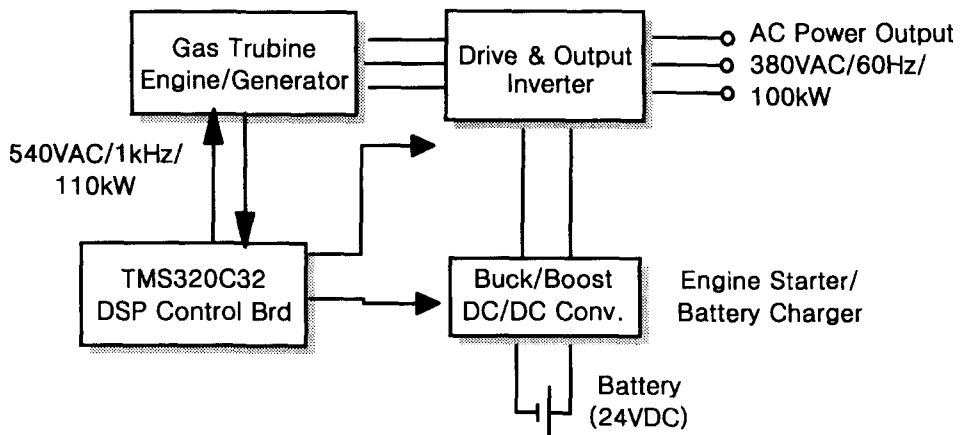 Gas Trubine
Engine/Generator
Drive & Output
Inverter
AC Power Output
380VAC/60Hz/
100kW
540VAC/1kHz/
110kW
TMS320C32
DSP Control Brd
Buck/Boost
DC/DC Conv.
Engine Starter/
Battery Charger
Battery
(24VDC)